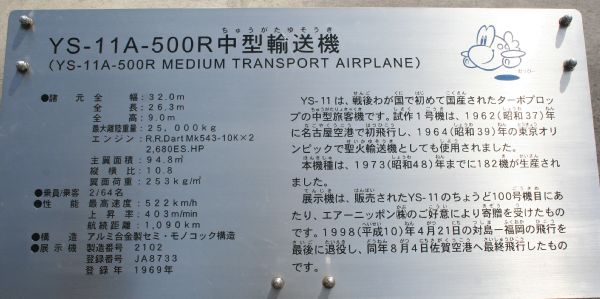 ちゅうがたゆそうき
YS-11A-500R中型輸送機
(YS-11A-500R MEDIUM TRANSPORT AIRPLANE)
●諸元 全幅:32.0m
全長:26.3m
全高:9.0m
最大離陸重量:25,000kg
エンジン:R.R.Dart Mk543-10K×2
2,680ES.HP
主翼面積:94.8㎡
縦横比:10.8
翼面荷重:253kg/㎡
●乗員/乗客 2/64名
●性能 最高速度:522km/h
上昇率:403m/min
航続距離:1,090km
●構造 アルミ合金製セミ・モノコック構造
●展示機 製造番号 2102
登録番号 JA8733
登録年 1969年
YS-11は、戦後わが国で初めて国産されたターボプロッ
プの中型旅客機です。試作1号機は、1962(昭和37)年
に名古屋空港で初飛行し、1964(昭和39)年の東京オリ
ンピックで聖火輸送機としても使用されました。
本機種は、1973(昭和48)年までに182機が生産され
ました。
展示機は、販売されたYS-11のちょうど100号機目にあ
たり、エアーニッポン㈱のご好意により寄贈を受けたもの
です。1998(平成10)年4月21日の対島－福岡の飛行を
最後に退役し、同年8月4日佐賀空港へ最終飛行したもの
です。